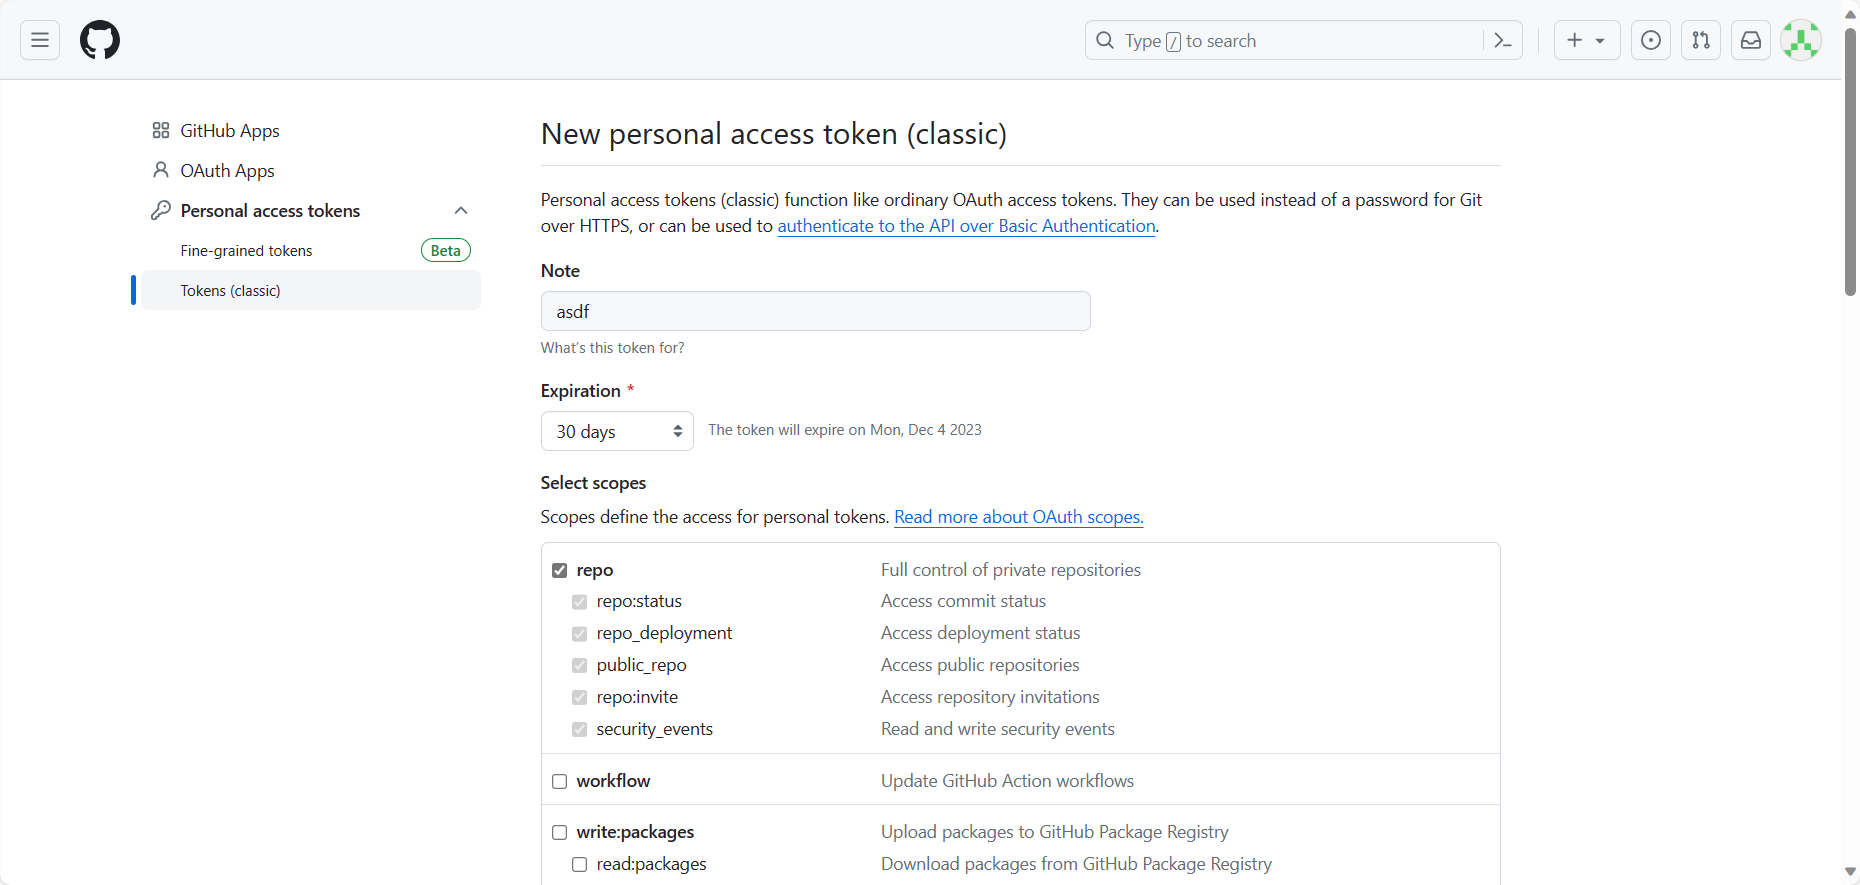 Type / to search
GitHub Apps
OAuth Apps
Personal access tokens
Fine-grained tokens Beta
Tokens (classic)
New personal access token (classic)
Personal access tokens (classic) function like ordinary OAuth access tokens. They can be used instead of a password for Git
over HTTPS, or can be used to authenticate to the API over Basic Authentication.
Note
asdf
What's this token for?
Expiration *
30 days The token will expire on Mon, Dec 4 2023
Select scopes
Scopes define the access for personal tokens. Read more about OAuth scopes.
repo Full control of private repositories
repo:status Access commit status
repo_deployment Access deployment status
public_repo Access public repositories
repo:invite Access repository invitations
security_events Read and write security events
workflow Update GitHub Action workflows
write:packages Upload packages to GitHub Package Registry
read:packages Download packages from GitHub Package Registry